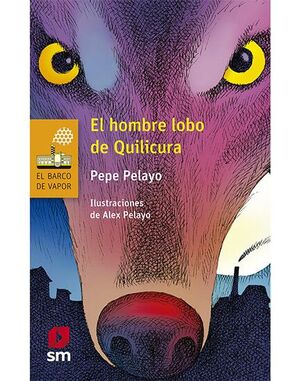 El hombre lobo
de Quilicura
Pepe Pelayo
Ilustraciones
de Alex Pelayo
EL BARCO
DE VAPOR
sm